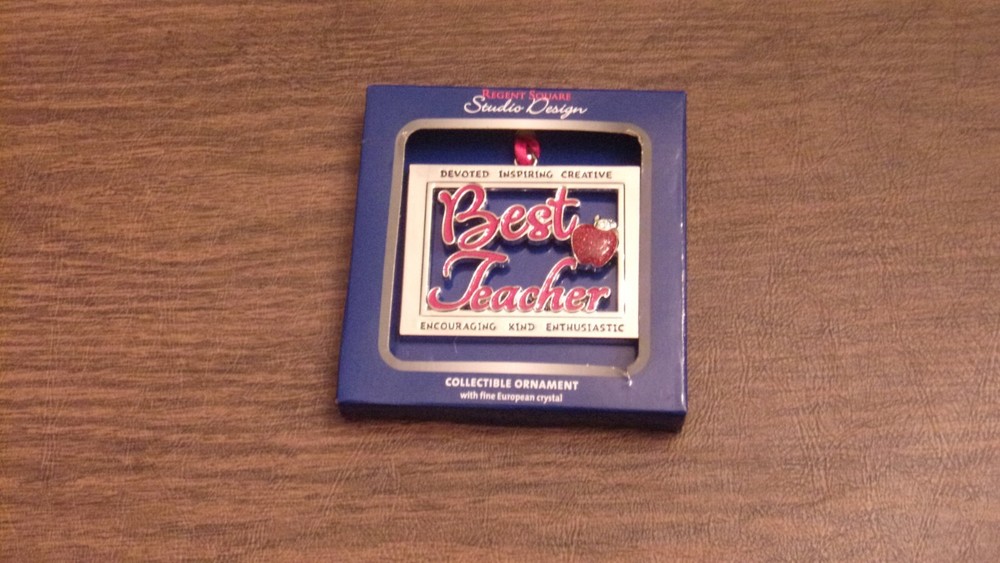 REGENT SQUARE
Studio Design
DEVOTED INSPIRING CREATIVE
Best
Teacher
ENCOURAGING KIND ENTHUSIASTIC
COLLECTIBLE ORNAMENT
with fine European crystal